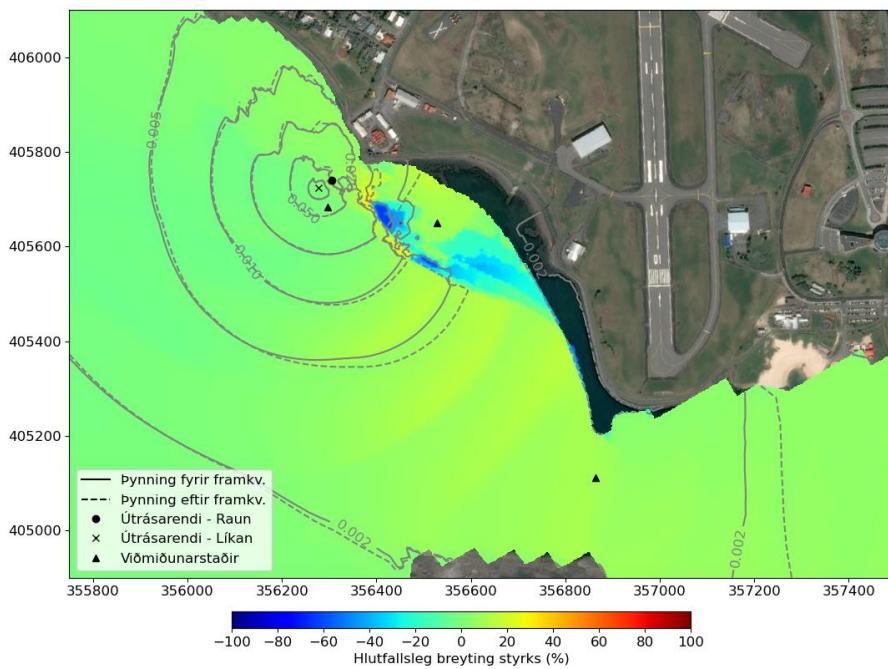 406000
405800
405600
405400
405200
405000
0.005
0.050
0.010
0.002
0.002
0.002
01
Þynning fyrir framkv.
Þynning eftir framkv.
Útrásarendi - Raun
Útrásarendi - Líkan
Viðmiðunarstaðir
355800 356000 356200 356400 356600 356800 357000 357200 357400
−100 −80 −60 −40 −20 0 20 40 60 80 100
Hlutfallsleg breyting styrks (%)